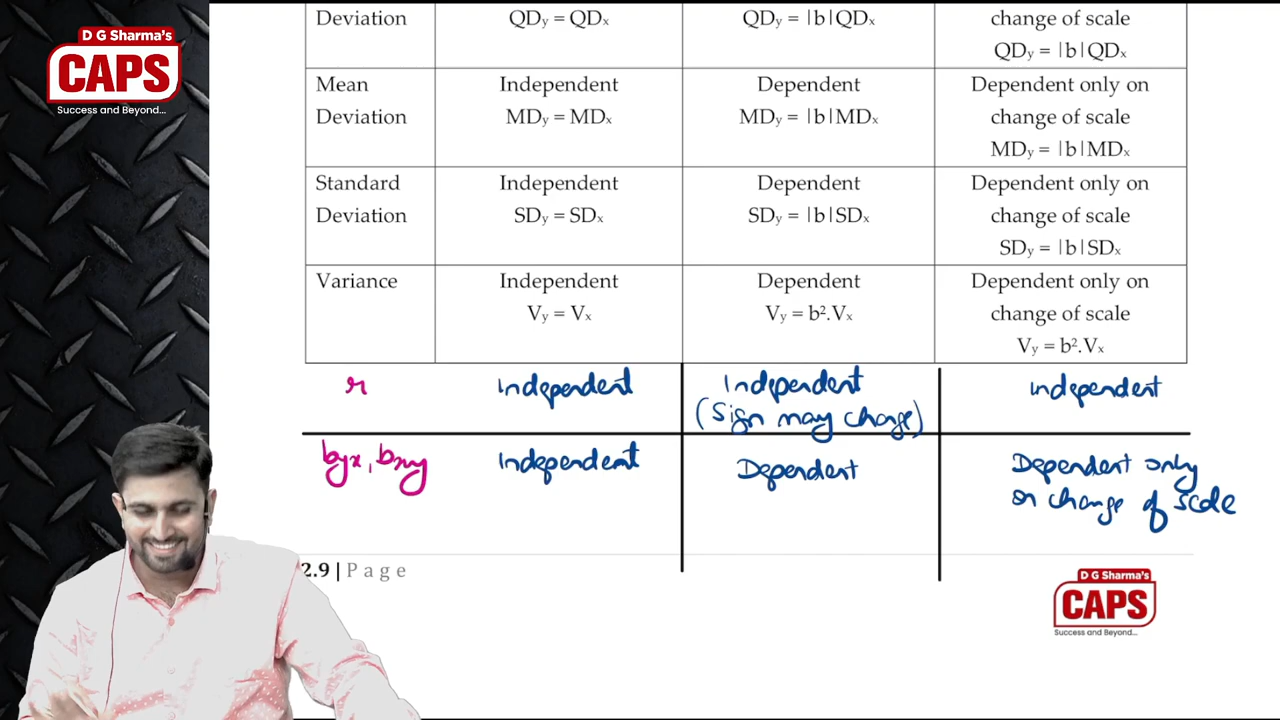 D G Sharma's
CAPS
Success and Beyond...
Deviation QDy = QDx QDy = |b|QDx change of scale
QDy = |b|QDx
Mean Independent Dependent Dependent only on
Deviation MDy = MDx MDy = |b|MDx change of scale
MDy = |b|MDx
Standard Independent Dependent Dependent only on
Deviation SDy = SDx SDy = |b|SDx change of scale
SDy = |b|SDx
Variance Independent Dependent Dependent only on
Vy = Vx Vy = b².Vx change of scale
Vy = b².Vx
r Independent Independent Independent
(Sign may change)
byx, bxy Independent Dependent Dependent only
on change of scale
2.9 | Page
D G Sharma's
CAPS
Success and Beyond...